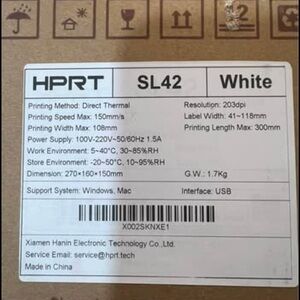 HPRT SL42 White
Printing Method: Direct Thermal Resolution: 203dpi
Printing Speed Max: 150mm/s Label Width: 41~118mm
Printing Width Max: 108mm Printing Length Max: 300mm
Power Supply: 100V-220V~50/60Hz 1.5A
Work Environment: 5~40°C, 30~85%RH
Store Environment: -20~50°C, 10~95%RH
Dimension: 270×160×150mm G.W.: 1.7Kg
Support System: Windows, Mac Interface: USB
X002SKNXE1
Xiamen Hanin Electronic Technology Co., Ltd.
Service Email: service@hprt.tech
Made in China